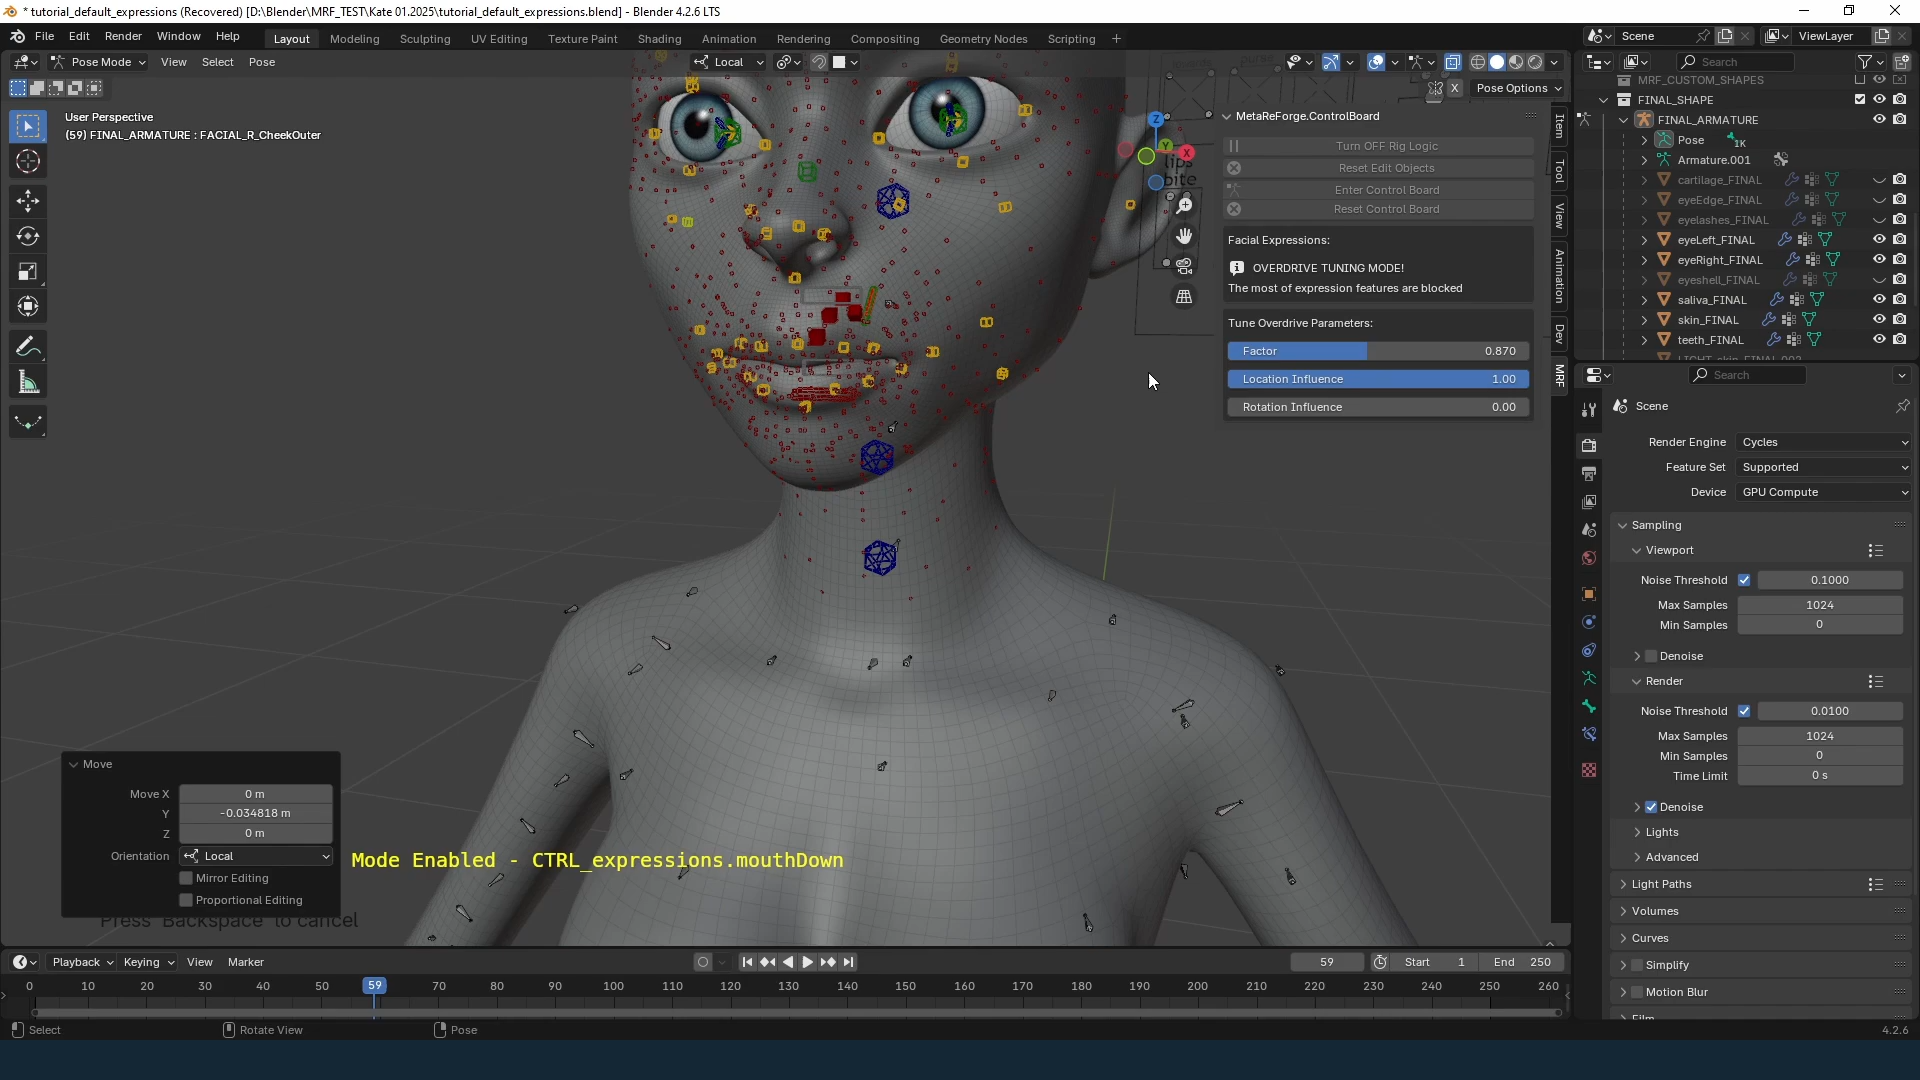 * tutorial_default_expressions (Recovered) [D:\Blender\MRF_TEST\Kate 01.2025\tutorial_default_expressions.blend] - Blender 4.2.6 LTS
File Edit Render Window Help
Layout Modeling Sculpting UV Editing Texture Paint Shading Animation Rendering Compositing Geometry Nodes Scripting +
Scene ViewLayer
Pose Mode View Select Pose Local
Search
X Pose Options
User Perspective
(59) FINAL_ARMATURE : FACIAL_R_CheekOuter
lips
bite
Z
Y
X
MetaReForge.ControlBoard
Turn OFF Rig Logic
Reset Edit Objects
Enter Control Board
Reset Control Board
Facial Expressions:
OVERDRIVE TUNING MODE!
The most of expression features are blocked
Tune Overdrive Parameters:
Factor 0.870
Location Influence 1.00
Rotation Influence 0.00
Item
Tool
View
Animation
Dev
MRF
MRF_CUSTOM_SHAPES
FINAL_SHAPE
FINAL_ARMATURE
Pose IK
Armature.001
cartilage_FINAL
eyeEdge_FINAL
eyelashes_FINAL
eyeLeft_FINAL
eyeRight_FINAL
eyeshell_FINAL
saliva_FINAL
skin_FINAL
teeth_FINAL
LIGHT_skin_FINAL.002
Search
Scene
Render Engine Cycles
Feature Set Supported
Device GPU Compute
Sampling
Viewport
Noise Threshold 0.1000
Max Samples 1024
Min Samples 0
Denoise
Render
Noise Threshold 0.0100
Max Samples 1024
Min Samples 0
Time Limit 0 s
Denoise
Lights
Advanced
Light Paths
Volumes
Curves
Simplify
Motion Blur
Film
Move
Move X 0 m
Y -0.034818 m
Z 0 m
Orientation Local
Mirror Editing
Proportional Editing
Mode Enabled - CTRL_expressions.mouthDown
Press 'Backspace' to cancel
Playback Keying View Marker
59 Start 1 End 250
0 10 20 30 40 50 59 70 80 90 100 110 120 130 140 150 160 170 180 190 200 210 220 230 240 250 260
Select Rotate View Pose 4.2.6